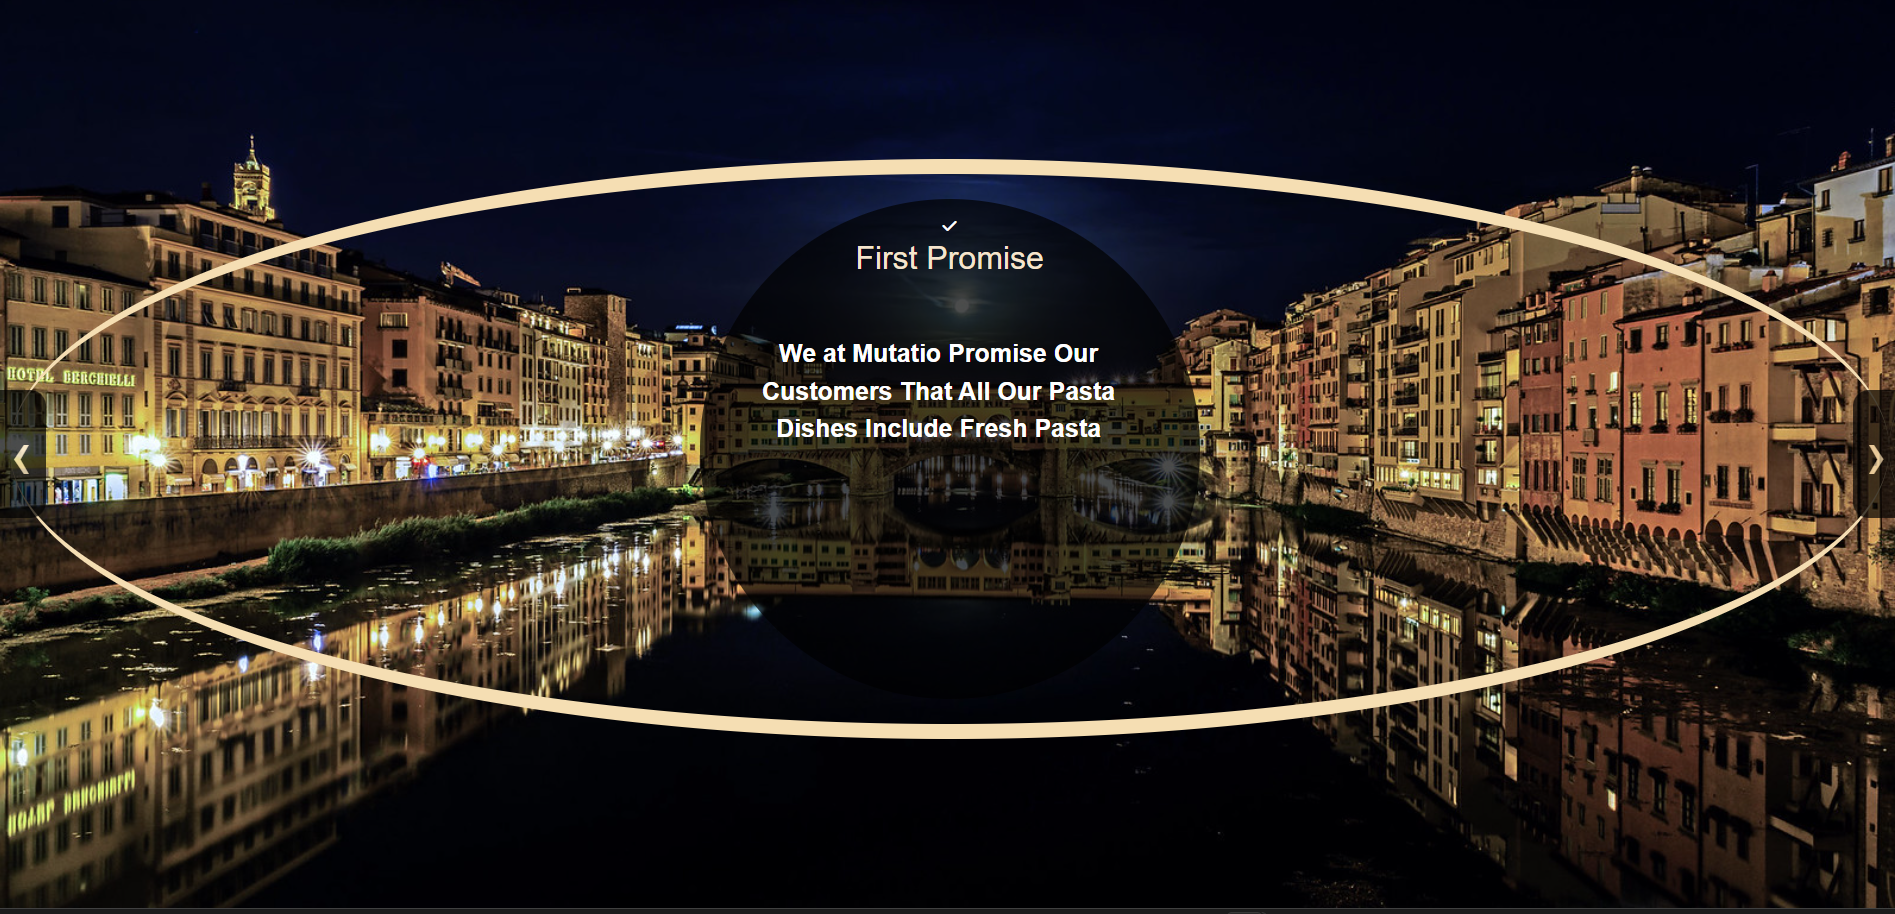 First Promise
We at Mutatio Promise Our
Customers That All Our Pasta
Dishes Include Fresh Pasta
HOTEL BERCHIELLI